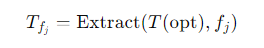 T_{f_j} = Extract(T(opt), f_j)